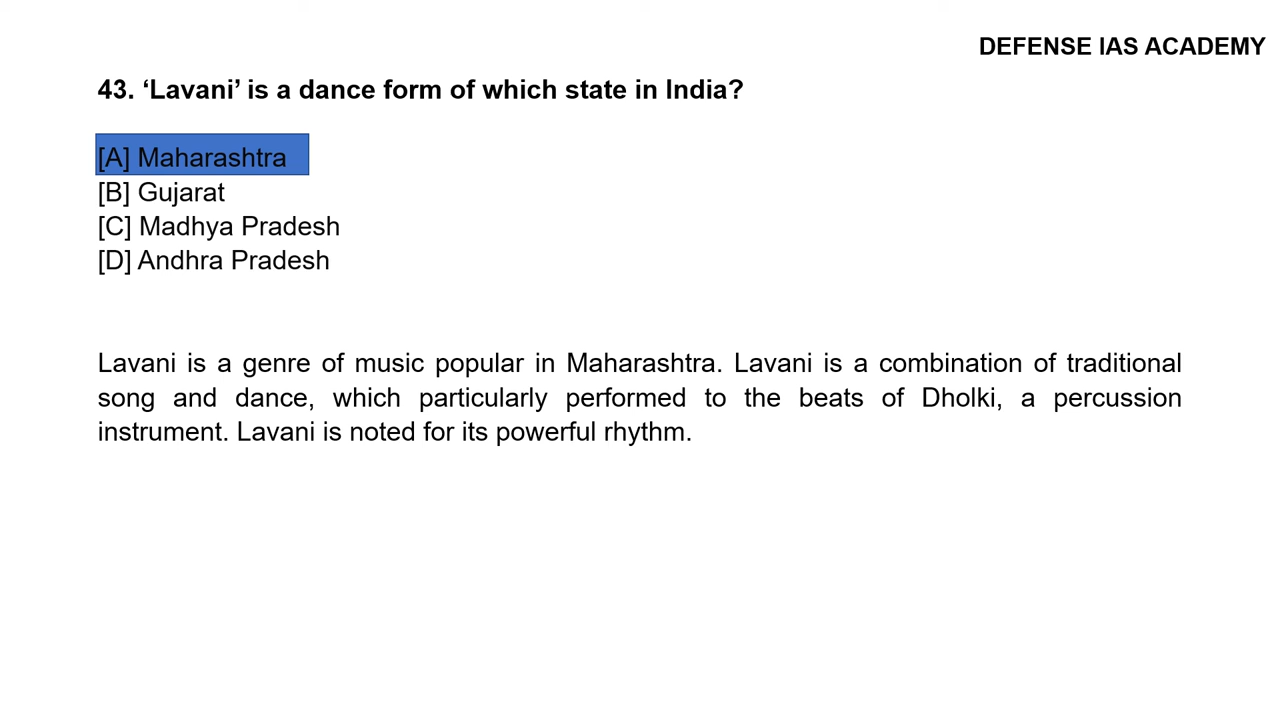 DEFENSE IAS ACADEMY
43. ‘Lavani’ is a dance form of which state in India?
[A] Maharashtra
[B] Gujarat
[C] Madhya Pradesh
[D] Andhra Pradesh
Lavani is a genre of music popular in Maharashtra. Lavani is a combination of traditional
song and dance, which particularly performed to the beats of Dholki, a percussion
instrument. Lavani is noted for its powerful rhythm.